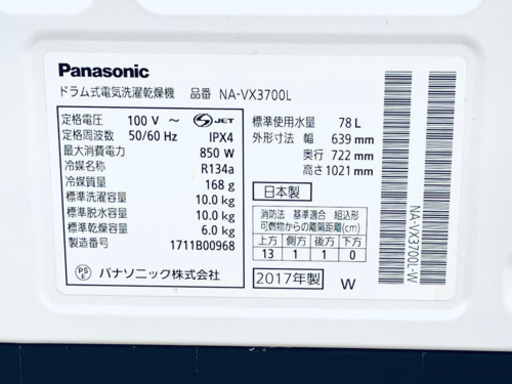 Panasonic
ドラム式電気洗濯乾燥機 品番 NA-VX3700L
定格電圧 100 V ～ S JET
定格周波数 50/60 Hz IPX4
最大消費電力 850 W
冷媒名称 R134a
冷媒質量 168 g
標準洗濯容量 10.0 kg
標準脱水容量 10.0 kg
標準乾燥容量 6.0 kg
製造番号 1711B00968
PS パナソニック株式会社
標準使用水量 78 L
外形寸法 幅 639 mm
奥行 722 mm
高さ 1021 mm
日本製
消防法 基準適合 組込形
可燃物からの離隔距離(cm)
上方 側方 後方 下方
13 1 1 0
2017年製 W
NA-VX3700L-W